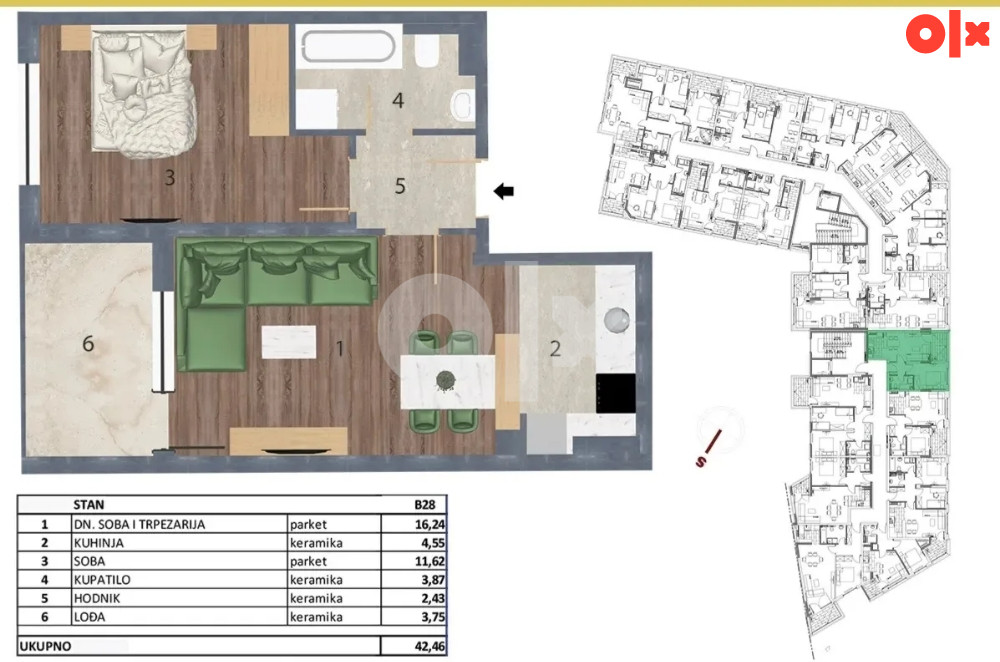 olx
4
3
5
olx
6
1
2
S
STAN B28
1 DN. SOBA I TRPEZARIJA parket 16,24
2 KUHINJA keramika 4,55
3 SOBA parket 11,62
4 KUPATILO keramika 3,87
5 HODNIK keramika 2,43
6 LOĐA keramika 3,75
UKUPNO 42,46